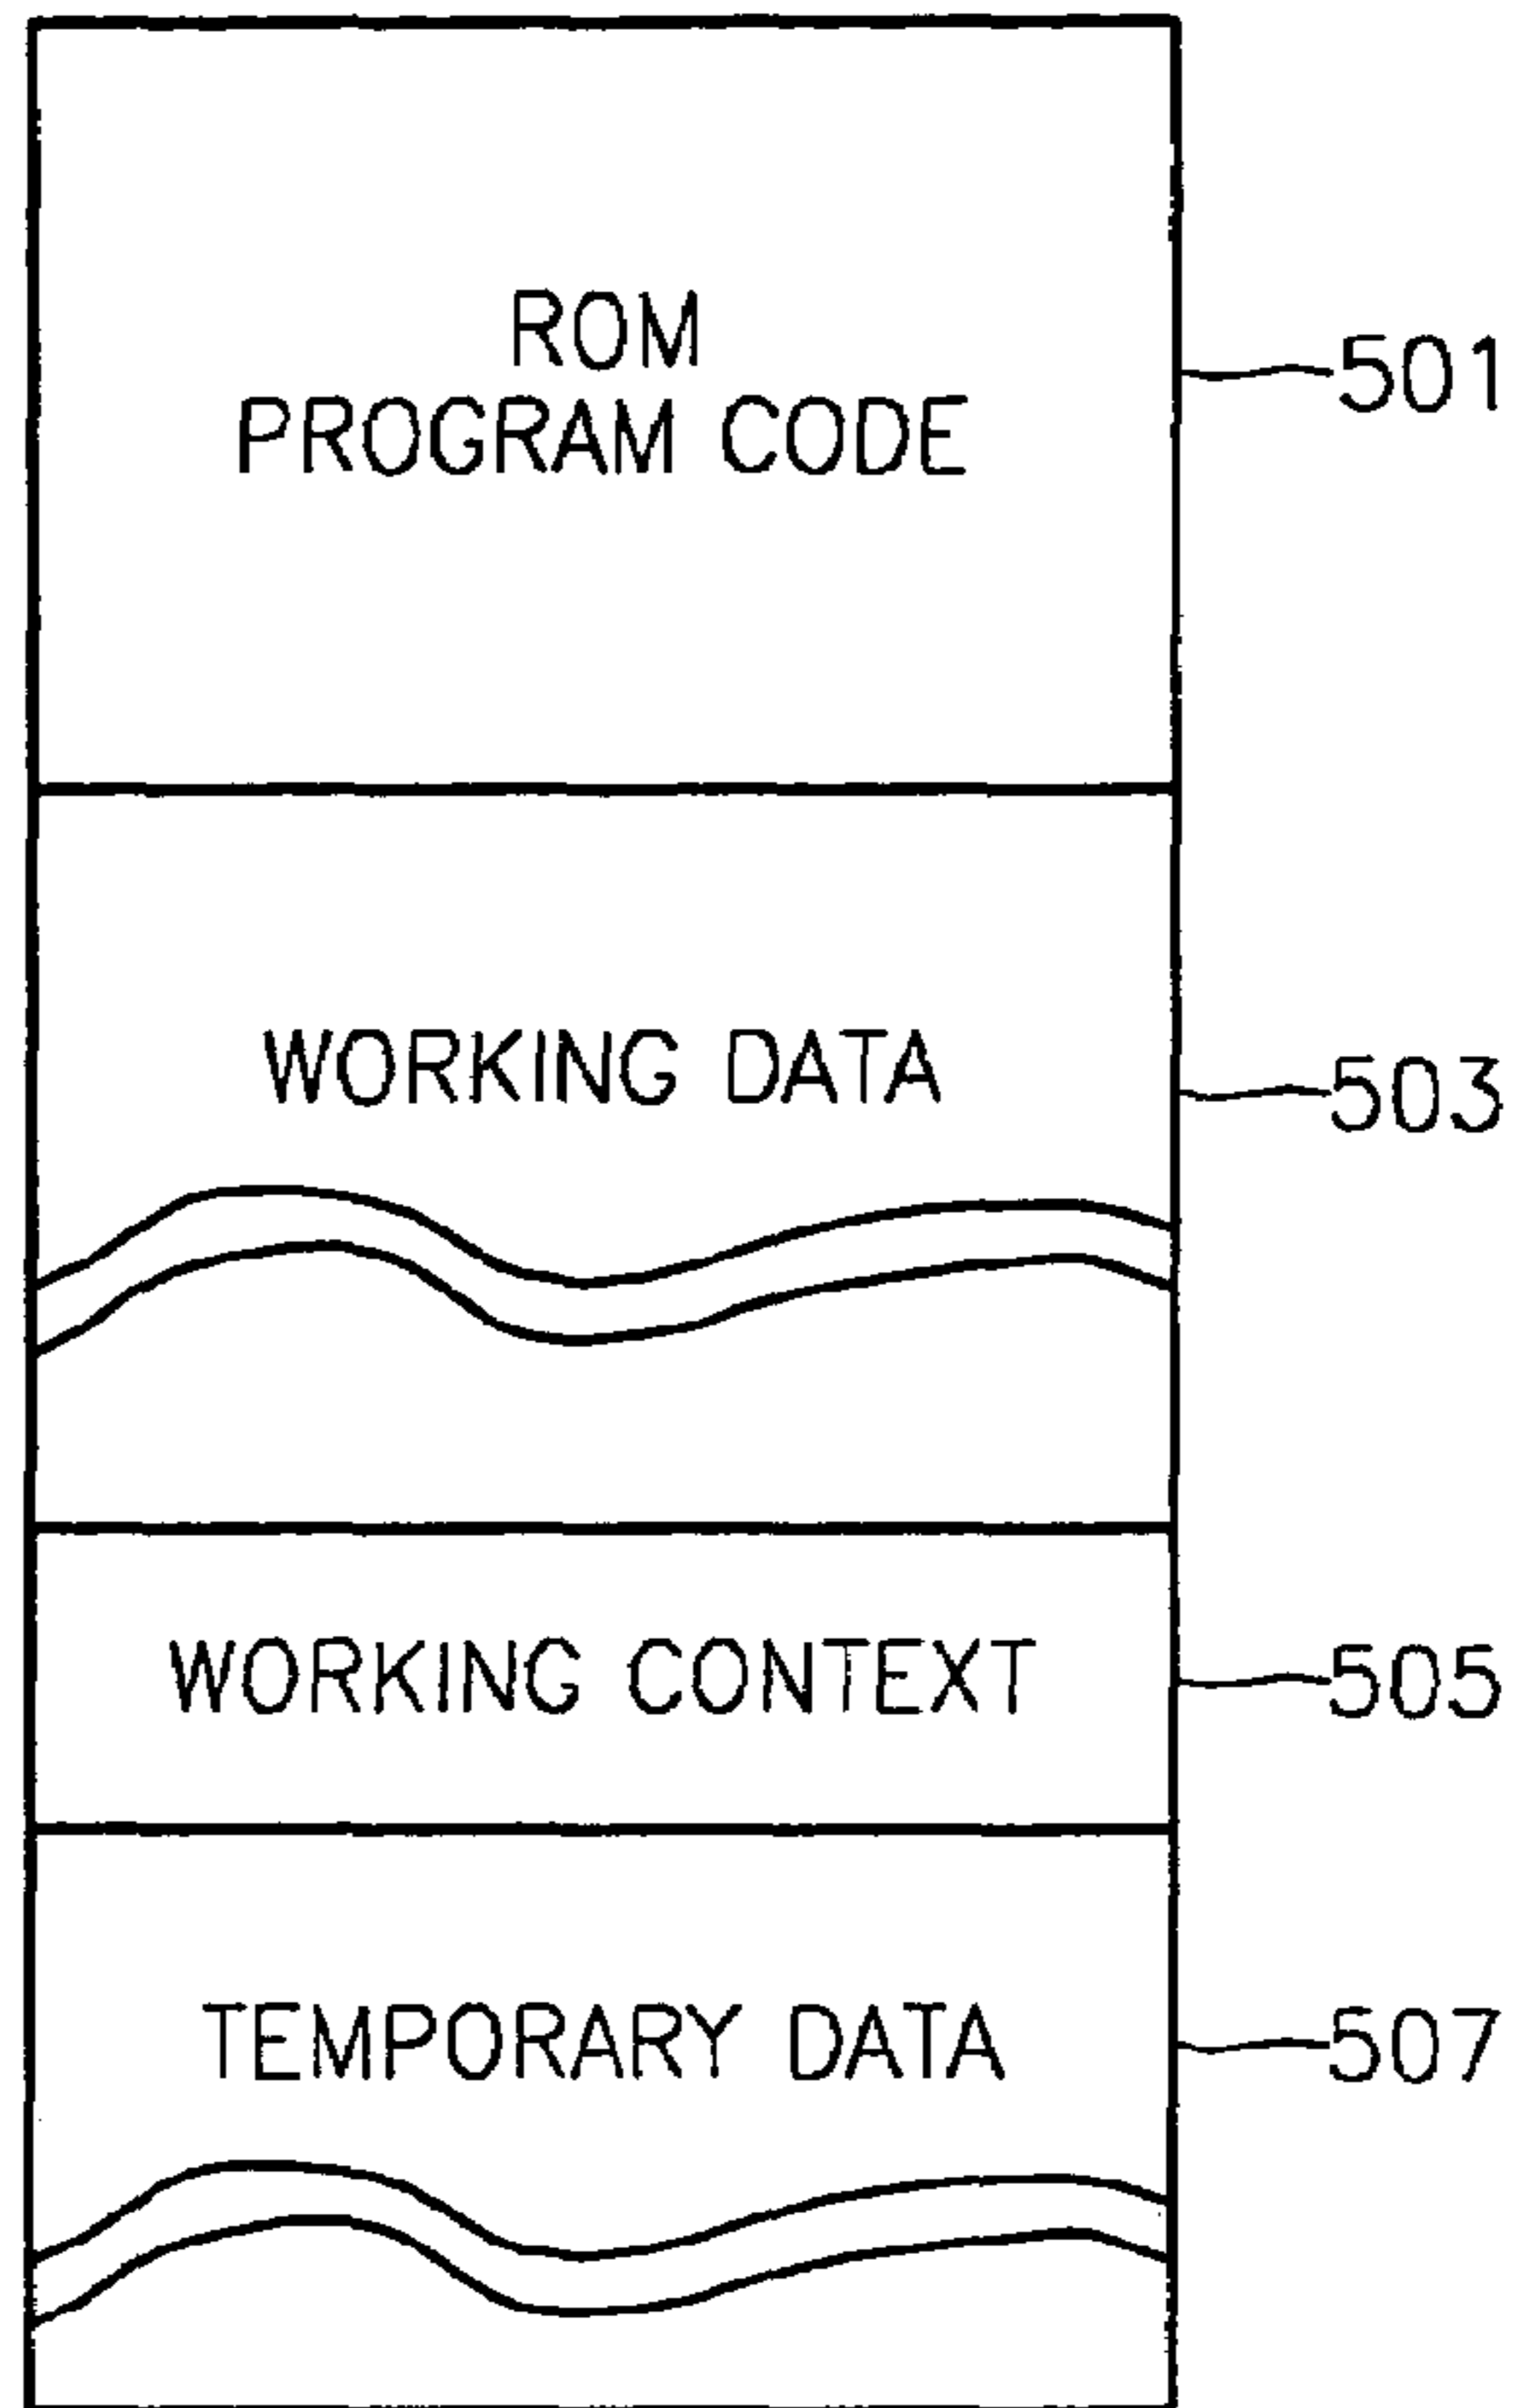 ROM
PROGRAM CODE
501
WORKING DATA
503
WORKING CONTEXT
505
TEMPORARY DATA
507